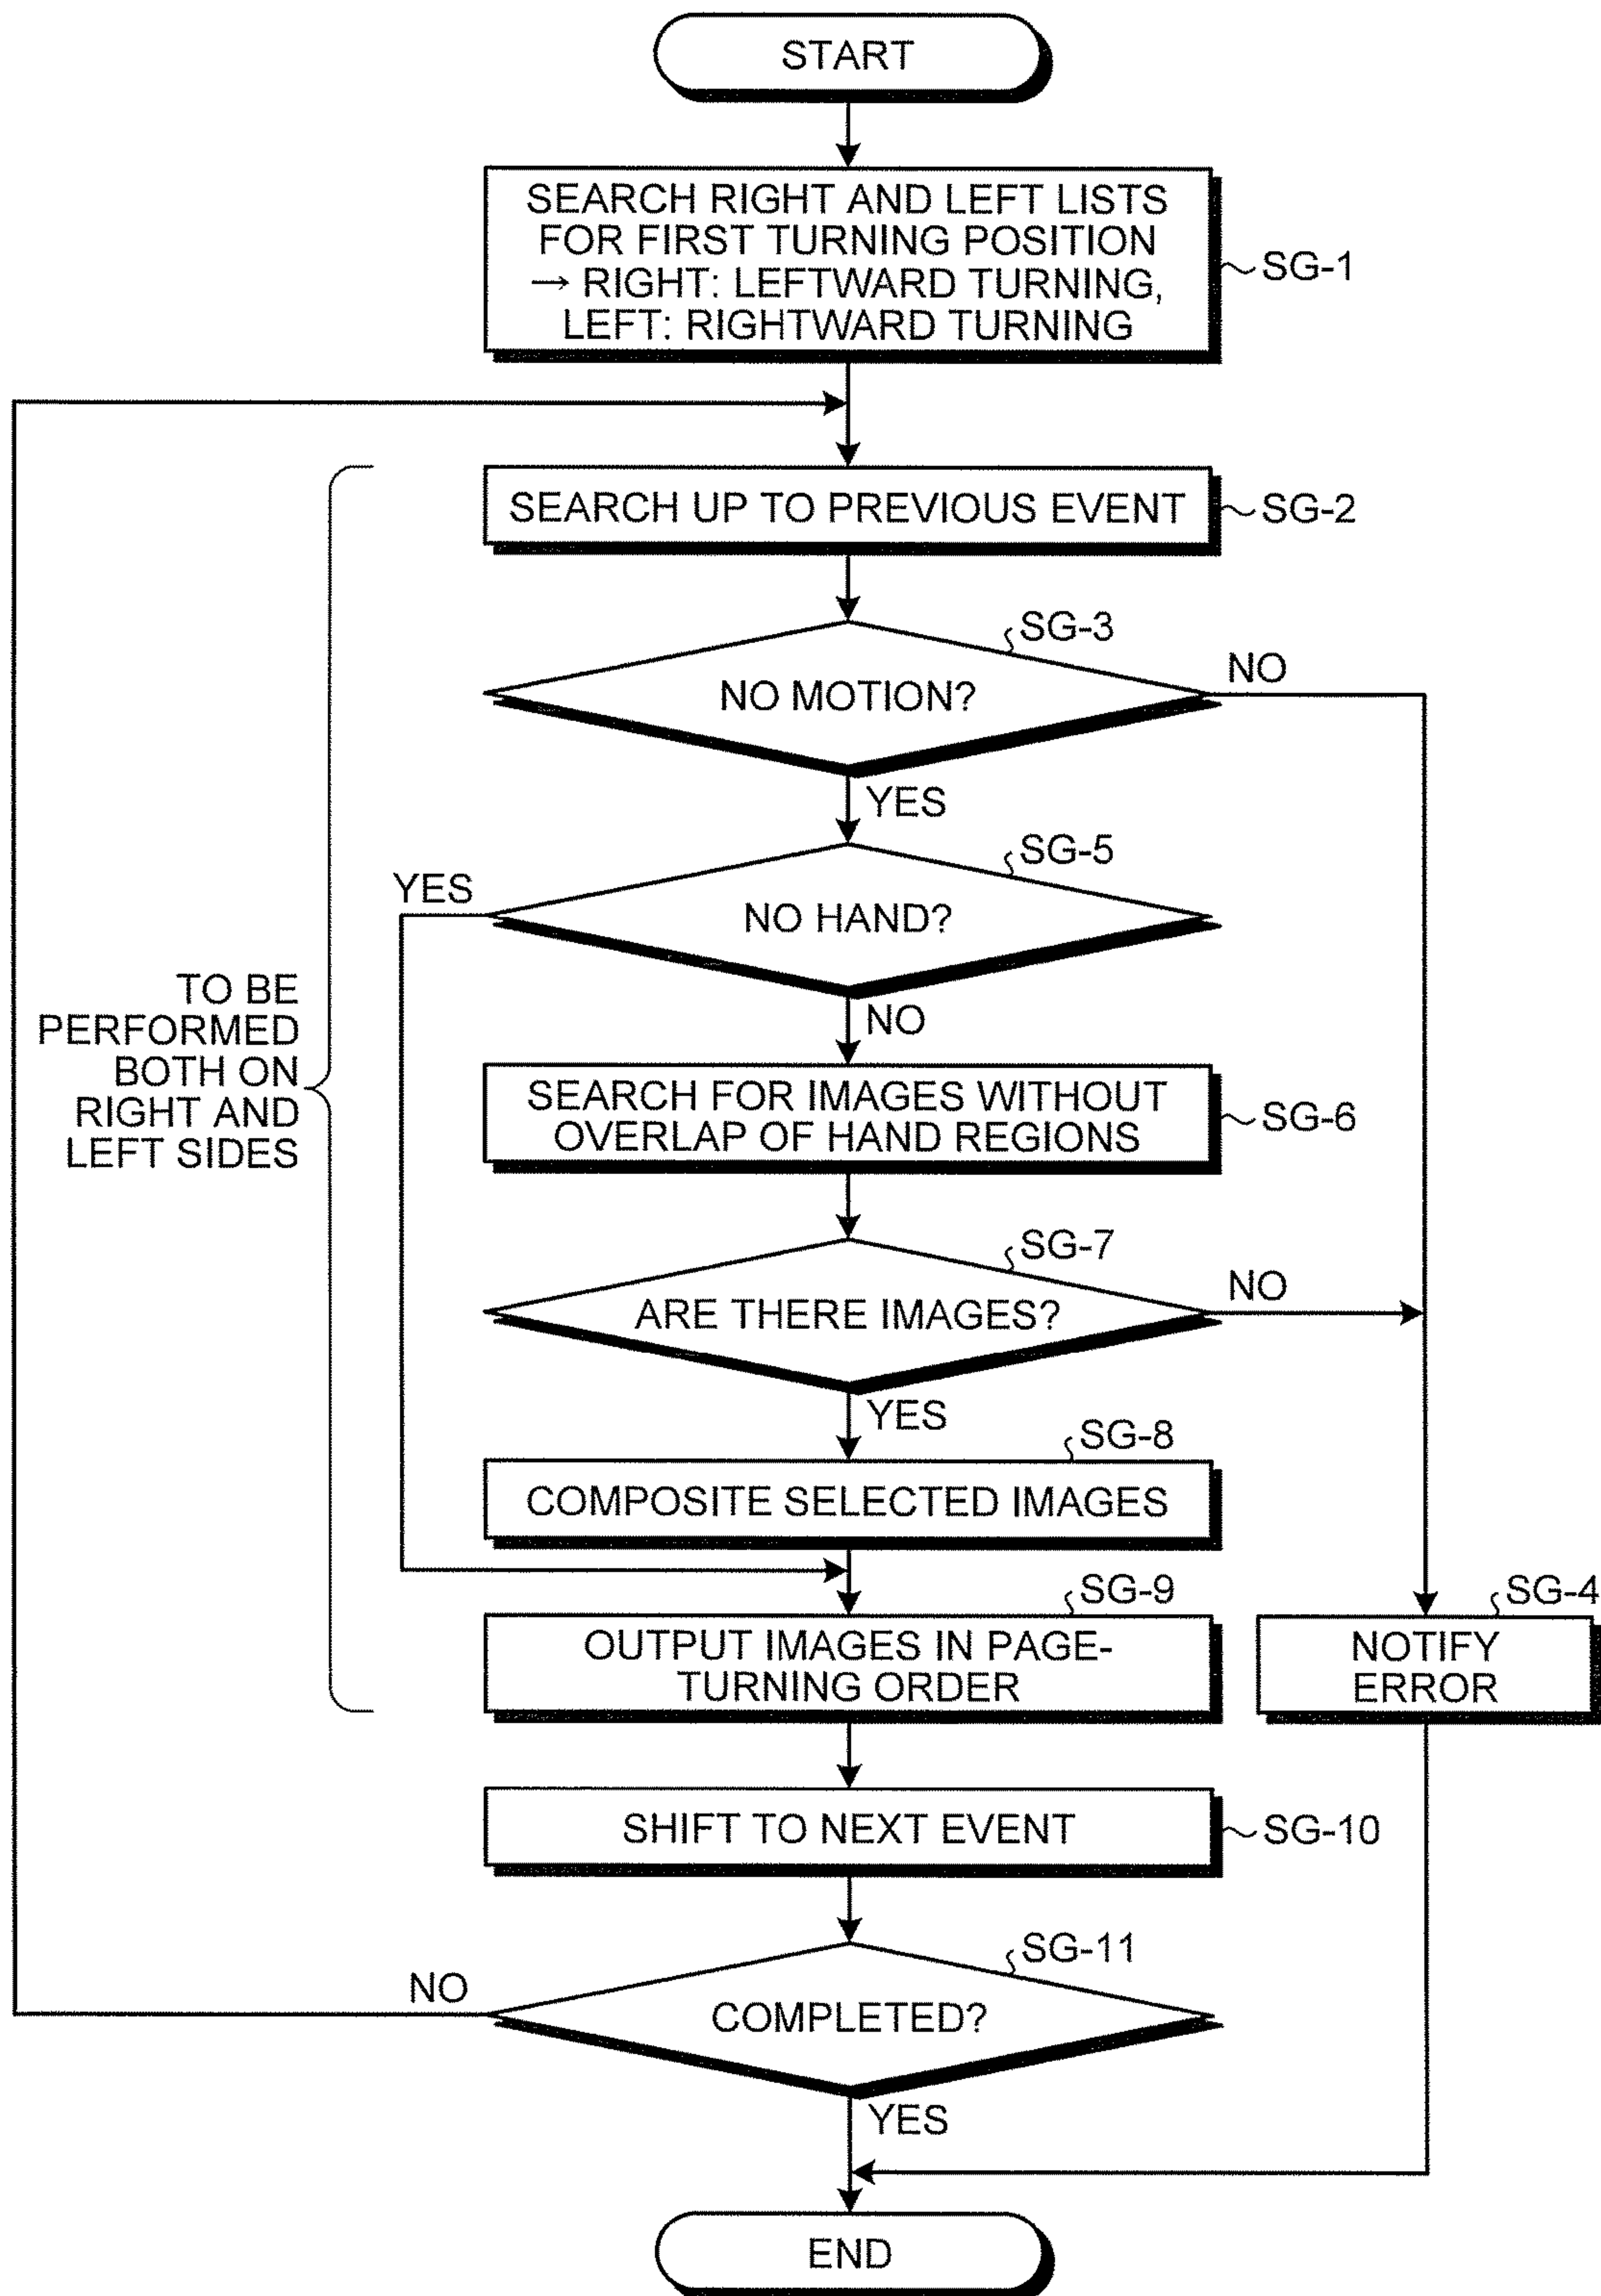 START
SEARCH RIGHT AND LEFT LISTS
FOR FIRST TURNING POSITION
→ RIGHT: LEFTWARD TURNING,
LEFT: RIGHTWARD TURNING
SG-1
SEARCH UP TO PREVIOUS EVENT
SG-2
SG-3
NO MOTION?
NO
YES
SG-5
NO HAND?
YES
NO
TO BE
PERFORMED
BOTH ON
RIGHT AND
LEFT SIDES
SEARCH FOR IMAGES WITHOUT
OVERLAP OF HAND REGIONS
SG-6
SG-7
ARE THERE IMAGES?
NO
YES
SG-8
COMPOSITE SELECTED IMAGES
SG-9
OUTPUT IMAGES IN PAGE-
TURNING ORDER
SG-4
NOTIFY
ERROR
SHIFT TO NEXT EVENT
SG-10
SG-11
COMPLETED?
NO
YES
END